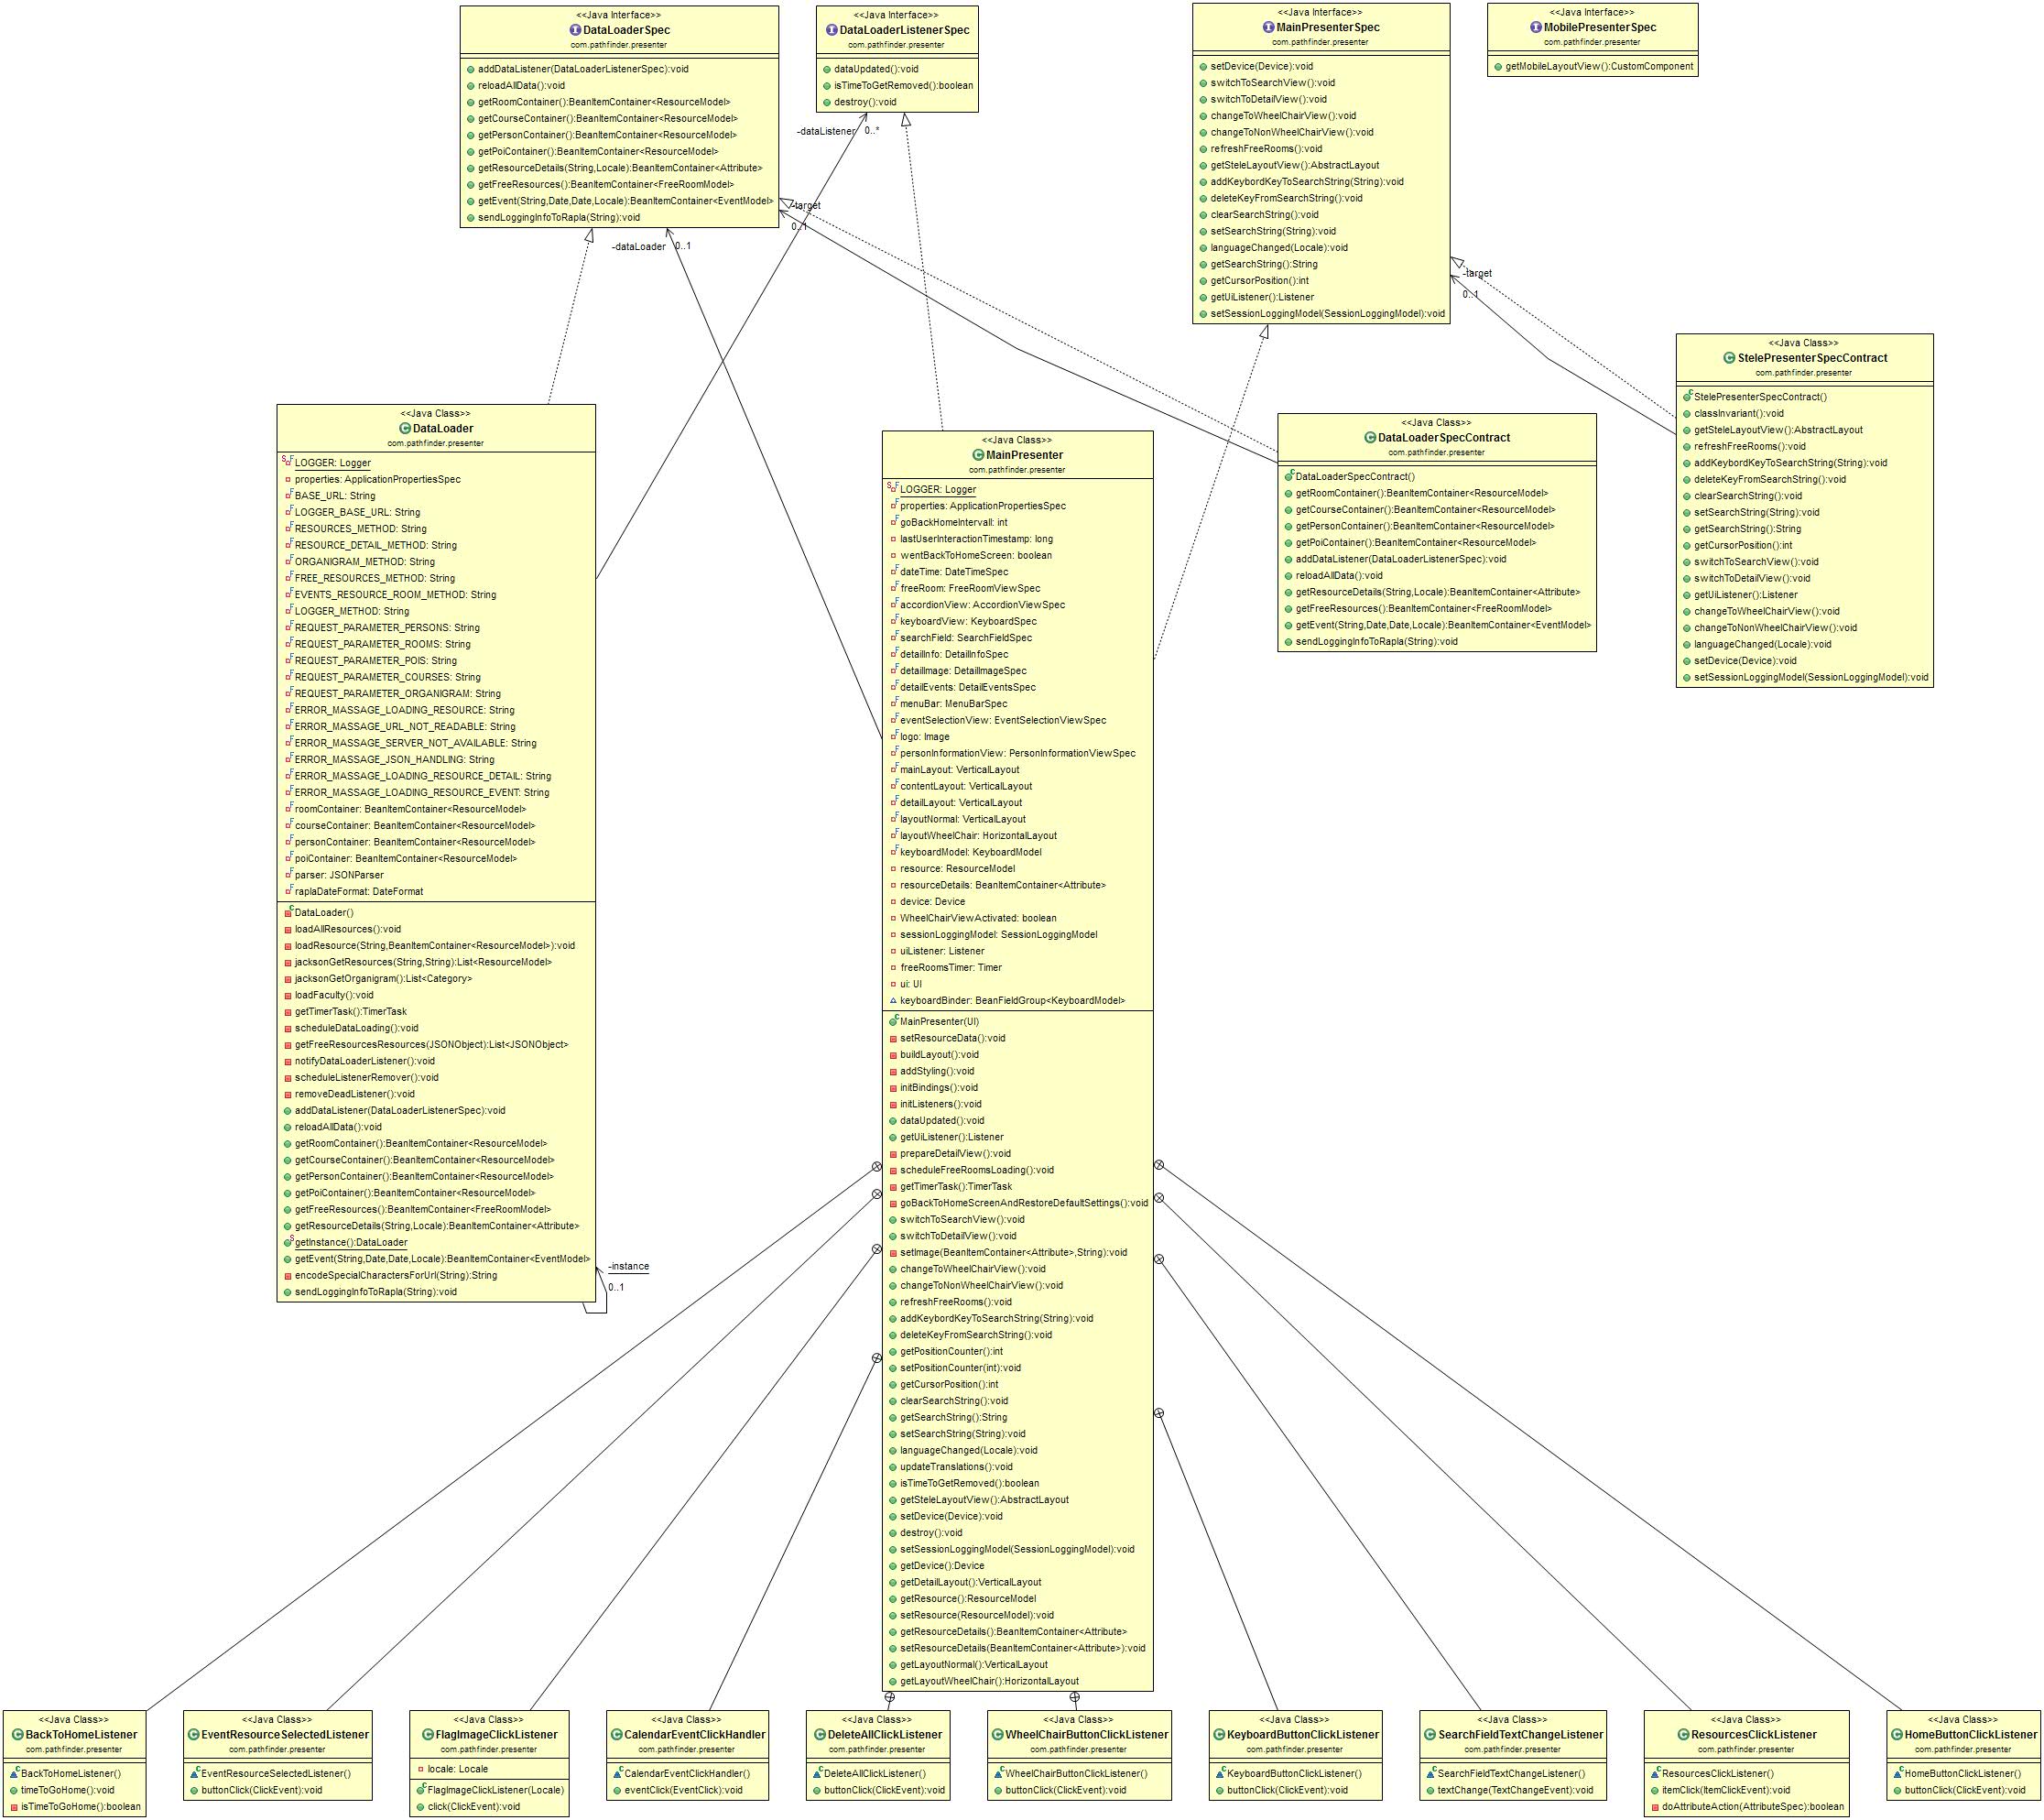 <<Java Interface>>
DataLoaderSpec
com.pathfinder.presenter
addDataListener(DataLoaderListenerSpec):void
reloadAllData():void
getRoomContainer():BeanItemContainer<ResourceModel>
getCourseContainer():BeanItemContainer<ResourceModel>
getPersonContainer():BeanItemContainer<ResourceModel>
getPoiContainer():BeanItemContainer<ResourceModel>
getResourceDetails(String,Locale):BeanItemContainer<Attribute>
getFreeResources():BeanItemContainer<FreeRoomModel>
getEvent(String,Date,Date,Locale):BeanItemContainer<EventModel>
sendLoggingInfoToRapla(String):void
<<Java Interface>>
DataLoaderListenerSpec
com.pathfinder.presenter
dataUpdated():void
isTimeToGetRemoved():boolean
destroy():void
<<Java Interface>>
MainPresenterSpec
com.pathfinder.presenter
setDevice(Device):void
switchToSearchView():void
switchToDetailView():void
changeToWheelChairView():void
changeToNonWheelChairView():void
refreshFreeRooms():void
getSteleLayoutView():AbstractLayout
addKeybordKeyToSearchString(String):void
deleteKeyFromSearchString():void
clearSearchString():void
setSearchString(String):void
languageChanged(Locale):void
getSearchString():String
getCursorPosition():int
getUiListener():Listener
setSessionLoggingModel(SessionLoggingModel):void
<<Java Interface>>
MobilePresenterSpec
com.pathfinder.presenter
getMobileLayoutView():CustomComponent
-dataListener 0..*
-target
0..1
-dataLoader 0..1
-target
0..1
<<Java Class>>
StelePresenterSpecContract
com.pathfinder.presenter
StelePresenterSpecContract()
classInvariant():void
getSteleLayoutView():AbstractLayout
refreshFreeRooms():void
addKeybordKeyToSearchString(String):void
deleteKeyFromSearchString():void
clearSearchString():void
setSearchString(String):void
getSearchString():String
getCursorPosition():int
switchToSearchView():void
switchToDetailView():void
getUiListener():Listener
changeToWheelChairView():void
changeToNonWheelChairView():void
languageChanged(Locale):void
setDevice(Device):void
setSessionLoggingModel(SessionLoggingModel):void
<<Java Class>>
DataLoader
com.pathfinder.presenter
LOGGER: Logger
properties: ApplicationPropertiesSpec
BASE_URL: String
LOGGER_BASE_URL: String
RESOURCES_METHOD: String
RESOURCE_DETAIL_METHOD: String
ORGANIGRAM_METHOD: String
FREE_RESOURCES_METHOD: String
EVENTS_RESOURCE_ROOM_METHOD: String
LOGGER_METHOD: String
REQUEST_PARAMETER_PERSONS: String
REQUEST_PARAMETER_ROOMS: String
REQUEST_PARAMETER_POIS: String
REQUEST_PARAMETER_COURSES: String
REQUEST_PARAMETER_ORGANIGRAM: String
ERROR_MASSAGE_LOADING_RESOURCE: String
ERROR_MASSAGE_URL_NOT_READABLE: String
ERROR_MASSAGE_SERVER_NOT_AVAILABLE: String
ERROR_MASSAGE_JSON_HANDLING: String
ERROR_MASSAGE_LOADING_RESOURCE_DETAIL: String
ERROR_MASSAGE_LOADING_RESOURCE_EVENT: String
roomContainer: BeanItemContainer<ResourceModel>
courseContainer: BeanItemContainer<ResourceModel>
personContainer: BeanItemContainer<ResourceModel>
poiContainer: BeanItemContainer<ResourceModel>
parser: JSONParser
raplaDateFormat: DateFormat
DataLoader()
loadAllResources():void
loadResource(String,BeanItemContainer<ResourceModel>):void
jacksonGetResources(String,String):List<ResourceModel>
jacksonGetOrganigram():List<Category>
loadFaculty():void
getTimerTask():TimerTask
scheduleDataLoading():void
getFreeResourcesResources(JSONObject):List<JSONObject>
notifyDataLoaderListener():void
scheduleListenerRemover():void
removeDeadListener():void
addDataListener(DataLoaderListenerSpec):void
reloadAllData():void
getRoomContainer():BeanItemContainer<ResourceModel>
getCourseContainer():BeanItemContainer<ResourceModel>
getPersonContainer():BeanItemContainer<ResourceModel>
getPoiContainer():BeanItemContainer<ResourceModel>
getFreeResources():BeanItemContainer<FreeRoomModel>
getResourceDetails(String,Locale):BeanItemContainer<Attribute>
getInstance():DataLoader
getEvent(String,Date,Date,Locale):BeanItemContainer<EventModel>
encodeSpecialCharactersForUrl(String):String
sendLoggingInfoToRapla(String):void
-instance
0..1
<<Java Class>>
MainPresenter
com.pathfinder.presenter
LOGGER: Logger
properties: ApplicationPropertiesSpec
goBackHomeIntervall: int
lastUserInteractionTimestamp: long
wentBackToHomeScreen: boolean
dateTime: DateTimeSpec
freeRoom: FreeRoomViewSpec
accordionView: AccordionViewSpec
keyboardView: KeyboardSpec
searchField: SearchFieldSpec
detailInfo: DetailInfoSpec
detailImage: DetailImageSpec
detailEvents: DetailEventsSpec
menuBar: MenuBarSpec
eventSelectionView: EventSelectionViewSpec
logo: Image
personInformationView: PersonInformationViewSpec
mainLayout: VerticalLayout
contentLayout: VerticalLayout
detailLayout: VerticalLayout
layoutNormal: VerticalLayout
layoutWheelChair: HorizontalLayout
keyboardModel: KeyboardModel
resource: ResourceModel
resourceDetails: BeanItemContainer<Attribute>
device: Device
WheelChairViewActivated: boolean
sessionLoggingModel: SessionLoggingModel
uiListener: Listener
freeRoomsTimer: Timer
ui: UI
keyboardBinder: BeanFieldGroup<KeyboardModel>
MainPresenter(UI)
setResourceData():void
buildLayout():void
addStyling():void
initBindings():void
initListeners():void
dataUpdated():void
getUiListener():Listener
prepareDetailView():void
scheduleFreeRoomsLoading():void
getTimerTask():TimerTask
goBackToHomeScreenAndRestoreDefaultSettings():void
switchToSearchView():void
switchToDetailView():void
setImage(BeanItemContainer<Attribute>,String):void
changeToWheelChairView():void
changeToNonWheelChairView():void
refreshFreeRooms():void
addKeybordKeyToSearchString(String):void
deleteKeyFromSearchString():void
getPositionCounter():int
setPositionCounter(int):void
getCursorPosition():int
clearSearchString():void
getSearchString():String
setSearchString(String):void
languageChanged(Locale):void
updateTranslations():void
isTimeToGetRemoved():boolean
getSteleLayoutView():AbstractLayout
setDevice(Device):void
destroy():void
setSessionLoggingModel(SessionLoggingModel):void
getDevice():Device
getDetailLayout():VerticalLayout
getResource():ResourceModel
setResource(ResourceModel):void
getResourceDetails():BeanItemContainer<Attribute>
setResourceDetails(BeanItemContainer<Attribute>):void
getLayoutNormal():VerticalLayout
getLayoutWheelChair():HorizontalLayout
<<Java Class>>
DataLoaderSpecContract
com.pathfinder.presenter
DataLoaderSpecContract()
getRoomContainer():BeanItemContainer<ResourceModel>
getCourseContainer():BeanItemContainer<ResourceModel>
getPersonContainer():BeanItemContainer<ResourceModel>
getPoiContainer():BeanItemContainer<ResourceModel>
addDataListener(DataLoaderListenerSpec):void
reloadAllData():void
getResourceDetails(String,Locale):BeanItemContainer<Attribute>
getFreeResources():BeanItemContainer<FreeRoomModel>
getEvent(String,Date,Date,Locale):BeanItemContainer<EventModel>
sendLoggingInfoToRapla(String):void
<<Java Class>>
BackToHomeListener
com.pathfinder.presenter
BackToHomeListener()
timeToGoHome():void
isTimeToGoHome():boolean
<<Java Class>>
EventResourceSelectedListener
com.pathfinder.presenter
EventResourceSelectedListener()
buttonClick(ClickEvent):void
<<Java Class>>
FlagImageClickListener
com.pathfinder.presenter
locale: Locale
FlagImageClickListener(Locale)
click(ClickEvent):void
<<Java Class>>
CalendarEventClickHandler
com.pathfinder.presenter
CalendarEventClickHandler()
eventClick(EventClick):void
<<Java Class>>
DeleteAllClickListener
com.pathfinder.presenter
DeleteAllClickListener()
buttonClick(ClickEvent):void
<<Java Class>>
WheelChairButtonClickListener
com.pathfinder.presenter
WheelChairButtonClickListener()
buttonClick(ClickEvent):void
<<Java Class>>
KeyboardButtonClickListener
com.pathfinder.presenter
KeyboardButtonClickListener()
buttonClick(ClickEvent):void
<<Java Class>>
SearchFieldTextChangeListener
com.pathfinder.presenter
SearchFieldTextChangeListener()
textChange(TextChangeEvent):void
<<Java Class>>
ResourcesClickListener
com.pathfinder.presenter
ResourcesClickListener()
itemClick(ItemClickEvent):void
doAttributeAction(AttributeSpec):boolean
<<Java Class>>
HomeButtonClickListener
com.pathfinder.presenter
HomeButtonClickListener()
buttonClick(ClickEvent):void